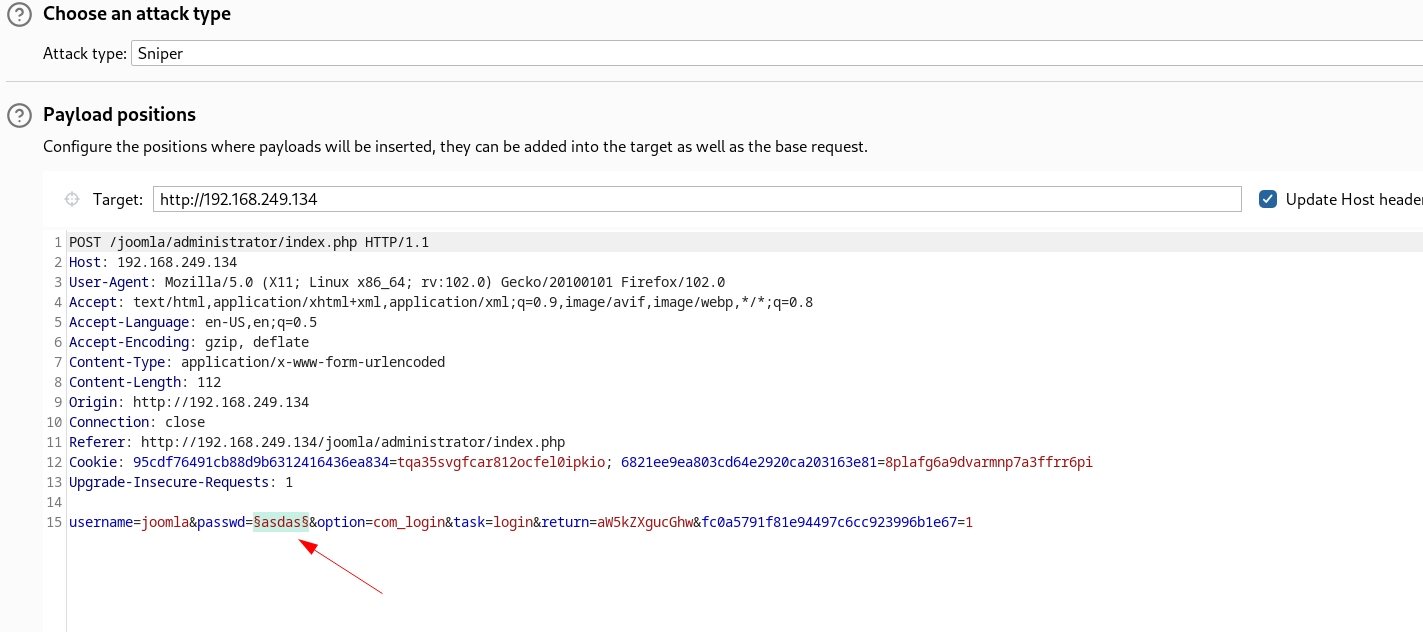 Choose an attack type
Attack type: Sniper
Payload positions
Configure the positions where payloads will be inserted, they can be added into the target as well as the base request.
Target: http://192.168.249.134 Update Host header
1 POST /joomla/administrator/index.php HTTP/1.1
2 Host: 192.168.249.134
3 User-Agent: Mozilla/5.0 (X11; Linux x86_64; rv:102.0) Gecko/20100101 Firefox/102.0
4 Accept: text/html,application/xhtml+xml,application/xml;q=0.9,image/avif,image/webp,*/*;q=0.8
5 Accept-Language: en-US,en;q=0.5
6 Accept-Encoding: gzip, deflate
7 Content-Type: application/x-www-form-urlencoded
8 Content-Length: 112
9 Origin: http://192.168.249.134
10 Connection: close
11 Referer: http://192.168.249.134/joomla/administrator/index.php
12 Cookie: 95cdf76491cb88d9b6312416436ea834=tqa35svgfcar812ocfel0ipkio; 6821ee9ea803cd64e2920ca203163e81=8plafg6a9dvarmnp7a3ffrr6pi
13 Upgrade-Insecure-Requests: 1
14
15 username=joomla&passwd=§asdas§&option=com_login&task=login&return=aW5kZXgucGhw&fc0a5791f81e94497c6cc923996b1e67=1